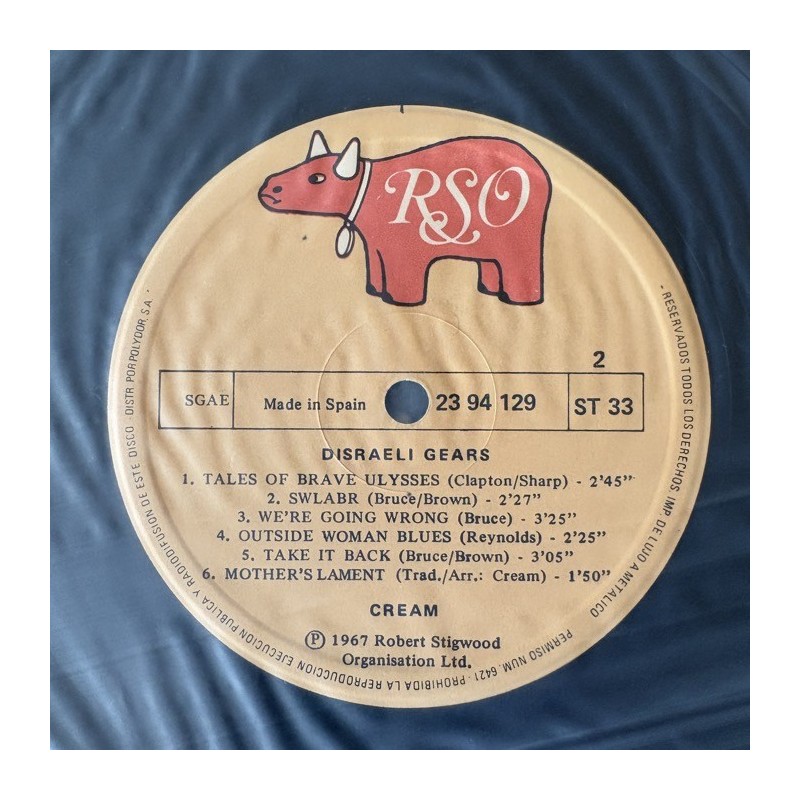 RSO
2
SGAE
Made in Spain
23 94 129
ST 33
DISRAELI GEARS
1. TALES OF BRAVE ULYSSES (Clapton/Sharp) - 2'45"
2. SWLABR (Bruce/Brown) - 2'27"
3. WE'RE GOING WRONG (Bruce) - 3'25"
4. OUTSIDE WOMAN BLUES (Reynolds) - 2'25"
5. TAKE IT BACK (Bruce/Brown) - 3'05"
6. MOTHER'S LAMENT (Trad./Arr.: Cream) - 1'50"
CREAM
℗ 1967 Robert Stigwood
Organisation Ltd.
· RESERVADOS TODOS LOS DERECHOS IMP. DE LUJO A METALICO PERMISO NUM. 6421 · PROHIBIDA LA REPRODUCCION EJECUCION PUBLICA Y RADIODIFUSION DE ESTE DISCO · DISTR POR POLYDOR, S.A ·